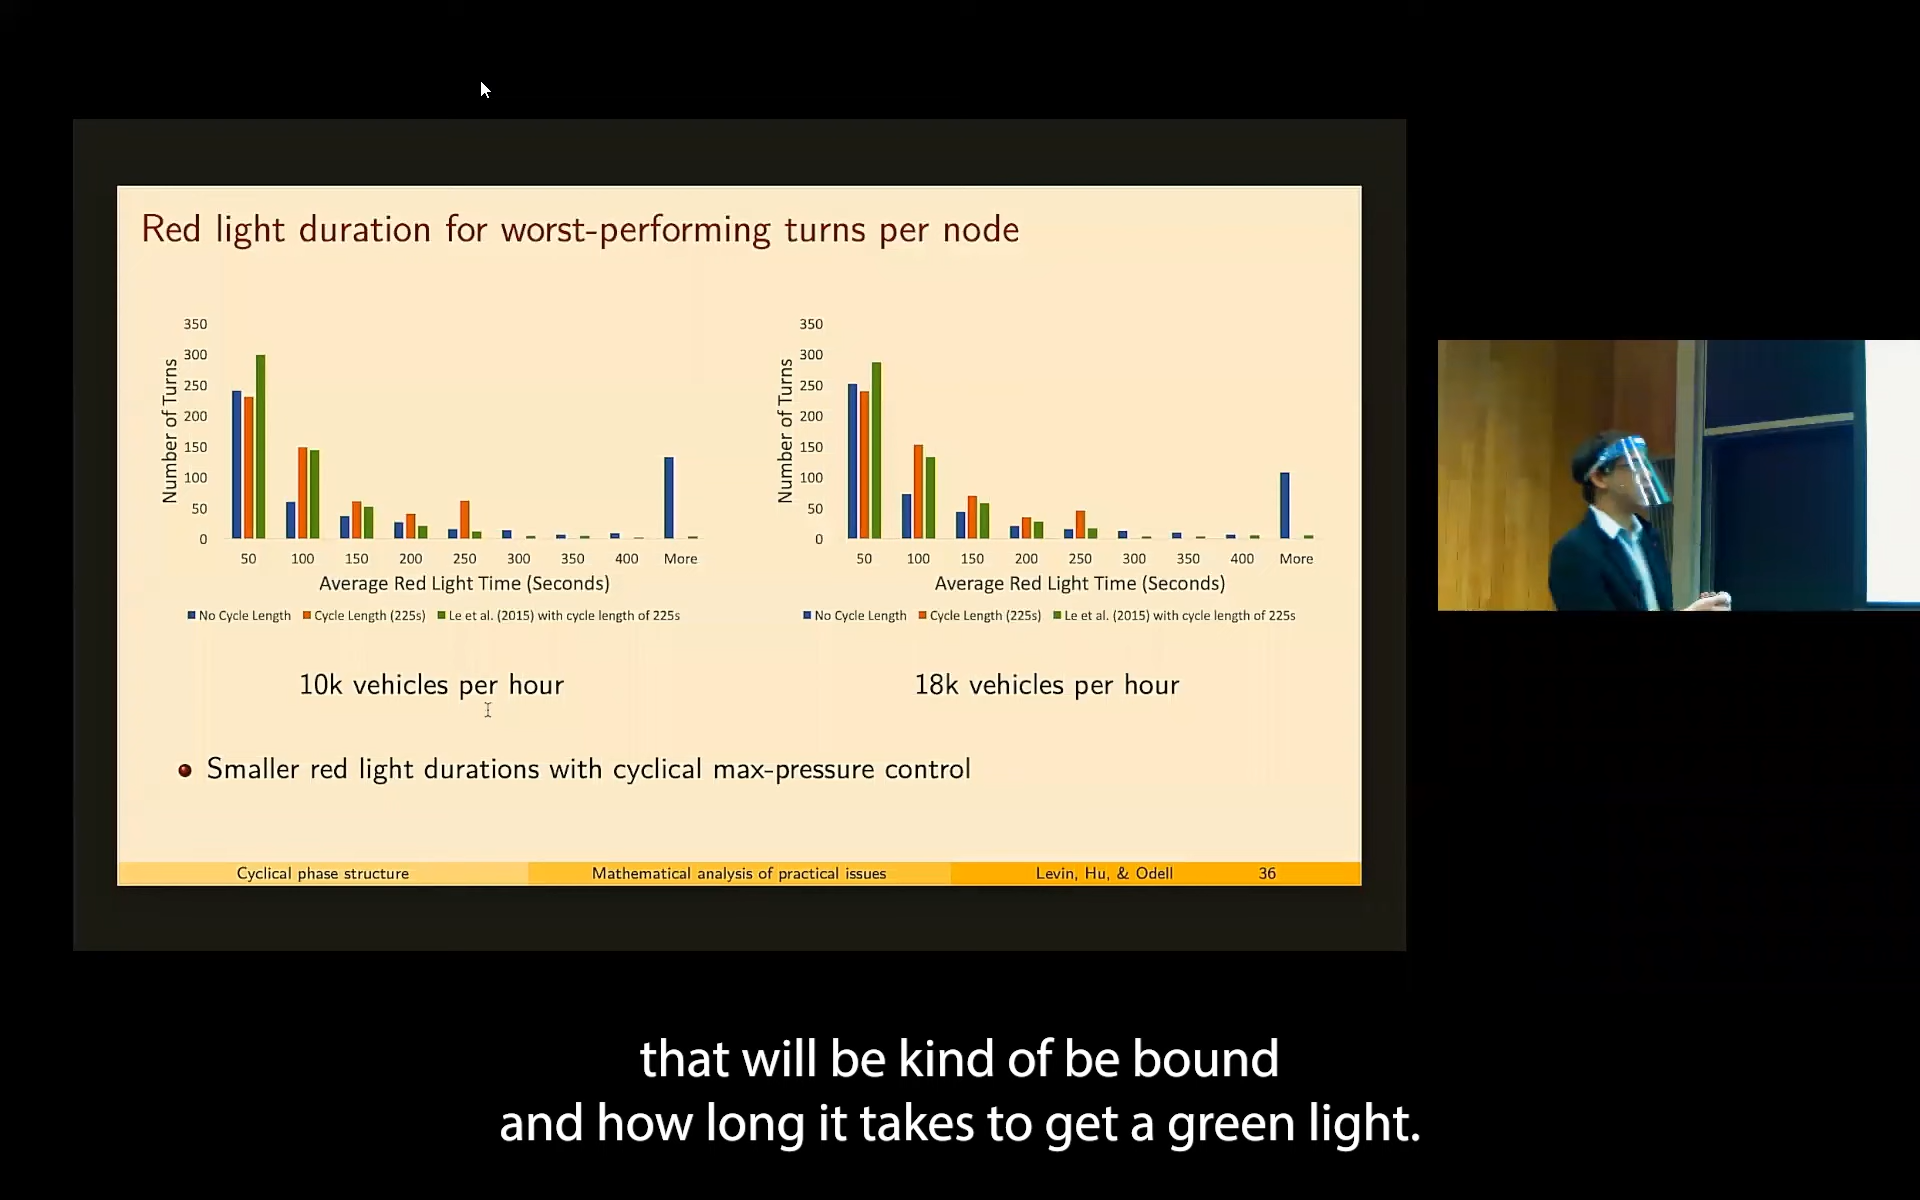 Red light duration for worst-performing turns per node
350
300
250
200
150
100
50
0
Number of Turns
50 100 150 200 250 300 350 400 More
Average Red Light Time (Seconds)
No Cycle Length Cycle Length (225s) Le et al. (2015) with cycle length of 225s
10k vehicles per hour
350
300
250
200
150
100
50
0
Number of Turns
50 100 150 200 250 300 350 400 More
Average Red Light Time (Seconds)
No Cycle Length Cycle Length (225s) Le et al. (2015) with cycle length of 225s
18k vehicles per hour
Smaller red light durations with cyclical max-pressure control
Cyclical phase structure Mathematical analysis of practical issues Levin, Hu, & Odell 36
that will be kind of be bound
and how long it takes to get a green light.